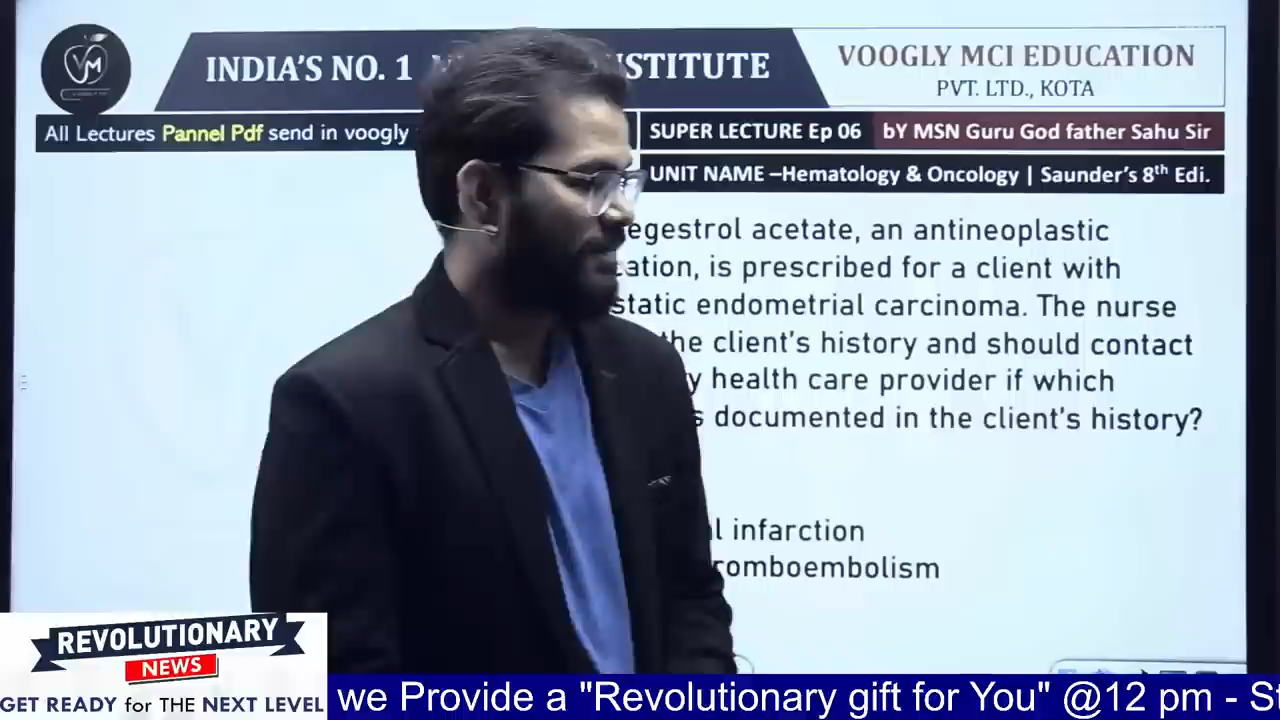 VM
INDIA'S NO. 1
INSTITUTE
VOOGLY MCI EDUCATION
PVT. LTD., KOTA
All Lectures Pannel Pdf send in voogly
SUPER LECTURE Ep 06 bY MSN Guru God father Sahu Sir
UNIT NAME –Hematology & Oncology | Saunder's 8th Edi.
egestrol acetate, an antineoplastic
ation, is prescribed for a client with
static endometrial carcinoma. The nurse
the client's history and should contact
y health care provider if which
s documented in the client's history?
l infarction
romboembolism
REVOLUTIONARY
NEWS
GET READY for THE NEXT LEVEL
we Provide a "Revolutionary gift for You" @12 pm - St